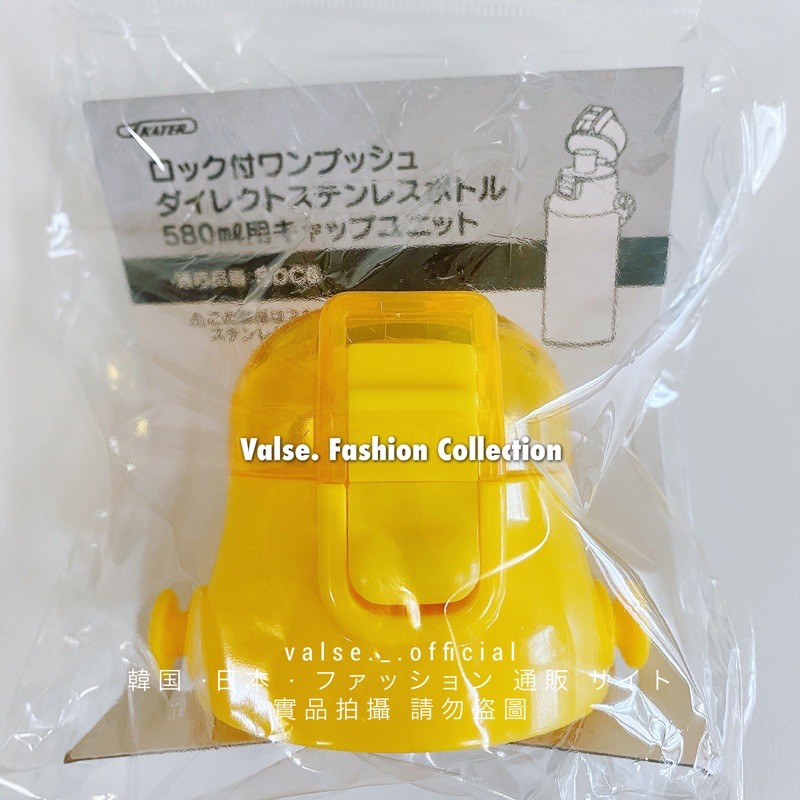 SKATER
ロック付ワンプッシュ
ダイレクトステンレスボトル
580ml用キャップユニット
Valse. Fashion Collection
valse._.official
韓国 ·日本 · ファッション 通販 サイト
實品拍攝 請勿盜圖